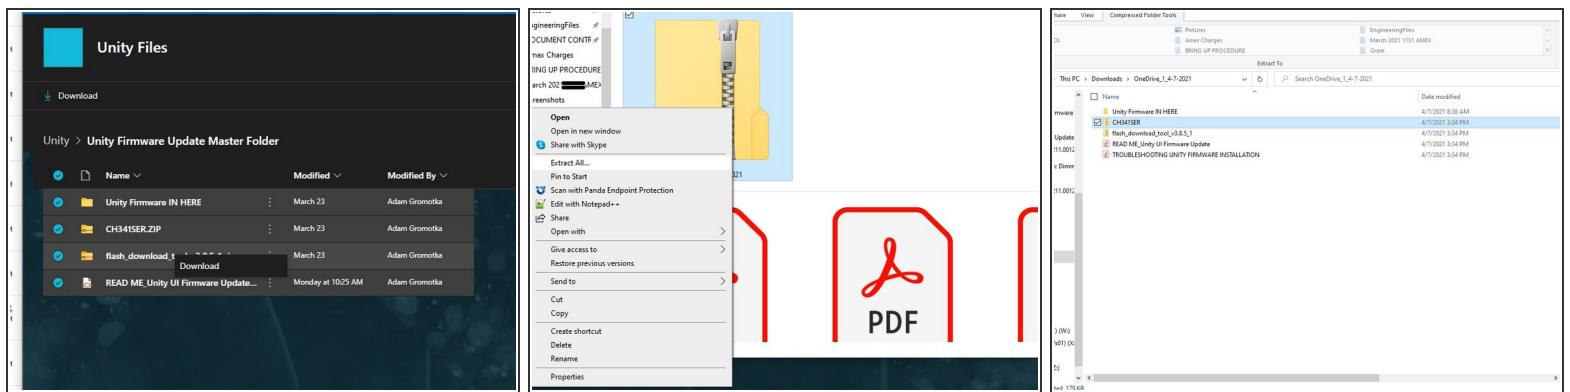 Unity Files
Download
Unity > Unity Firmware Update Master Folder
Name Modified Modified By
Unity Firmware IN HERE March 23 Adam Gromotka
CH341SER.ZIP March 23 Adam Gromotka
flash_download_t March 23 Adam Gromotka
Download
READ ME_Unity UI Firmware Update... Monday at 10:25 AM Adam Gromotka
gineeringFiles
OCUMENT CONTF
mex Charges
ING UP PROCEDURE
arch 202 AMEX
reenshots
021
Open
Open in new window
Share with Skype
Extract All...
Pin to Start
Scan with Panda Endpoint Protection
Edit with Notepad++
Share
Open with
Give access to
Restore previous versions
Send to
Cut
Copy
Create shortcut
Delete
Rename
Properties
PDF
hare View Compressed Folder Tools
Pictures EngineeringFiles
Amex Charges March 2021 1151 AMEX
BRING UP PROCEDURE Grom
Extract To
This PC > Downloads > OneDrive_1_4-7-2021 Search OneDrive_1_4-7-2021
Name Date modified
Unity Firmware IN HERE 4/7/2021 8:38 AM
CH341SER 4/7/2021 3:34 PM
flash_download_tool_v3.8.5_1 4/7/2021 3:34 PM
READ ME_Unity UI Firmware Update 4/7/2021 3:34 PM
TROUBLESHOOTING UNITY FIRMWARE INSTALLATION 4/7/2021 3:34 PM
rmware
Update
c Dimm
) (W:)